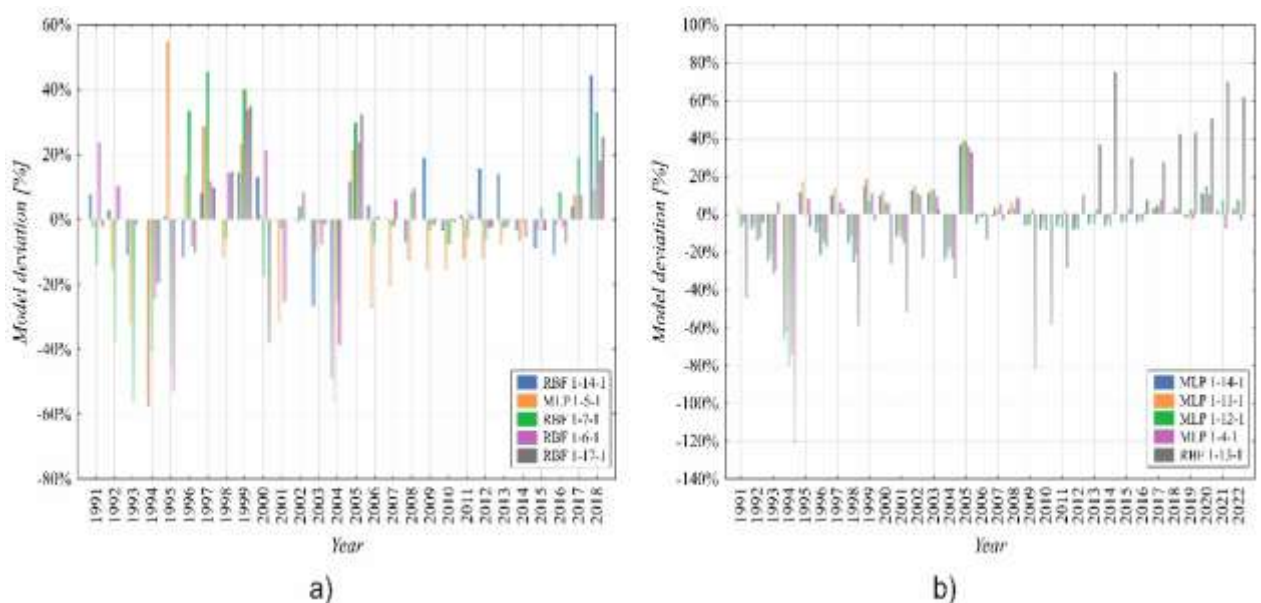 60%
40%
20%
0%
-20%
-40%
-60%
-80%
Model deviation [%]
RBF 1-14-1
MLP 1-5-1
RBF 1-7-1
RBF 1-6-1
RBF 1-17-1
1991 1992 1993 1994 1995 1996 1997 1998 1999 2000 2001 2002 2003 2004 2005 2006 2007 2008 2009 2010 2011 2012 2013 2014 2015 2016 2017 2018
Year
a)
100%
80%
60%
40%
20%
0%
-20%
-40%
-60%
-80%
-100%
-120%
-140%
Model deviation [%]
MLP 1-14-1
MLP 1-11-1
MLP 1-12-1
MLP 1-4-1
RBF 1-15-1
1991 1992 1993 1994 1995 1996 1997 1998 1999 2000 2001 2002 2003 2004 2005 2006 2007 2008 2009 2010 2011 2012 2013 2014 2015 2016 2017 2018 2019 2020 2021 2022
Year
b)